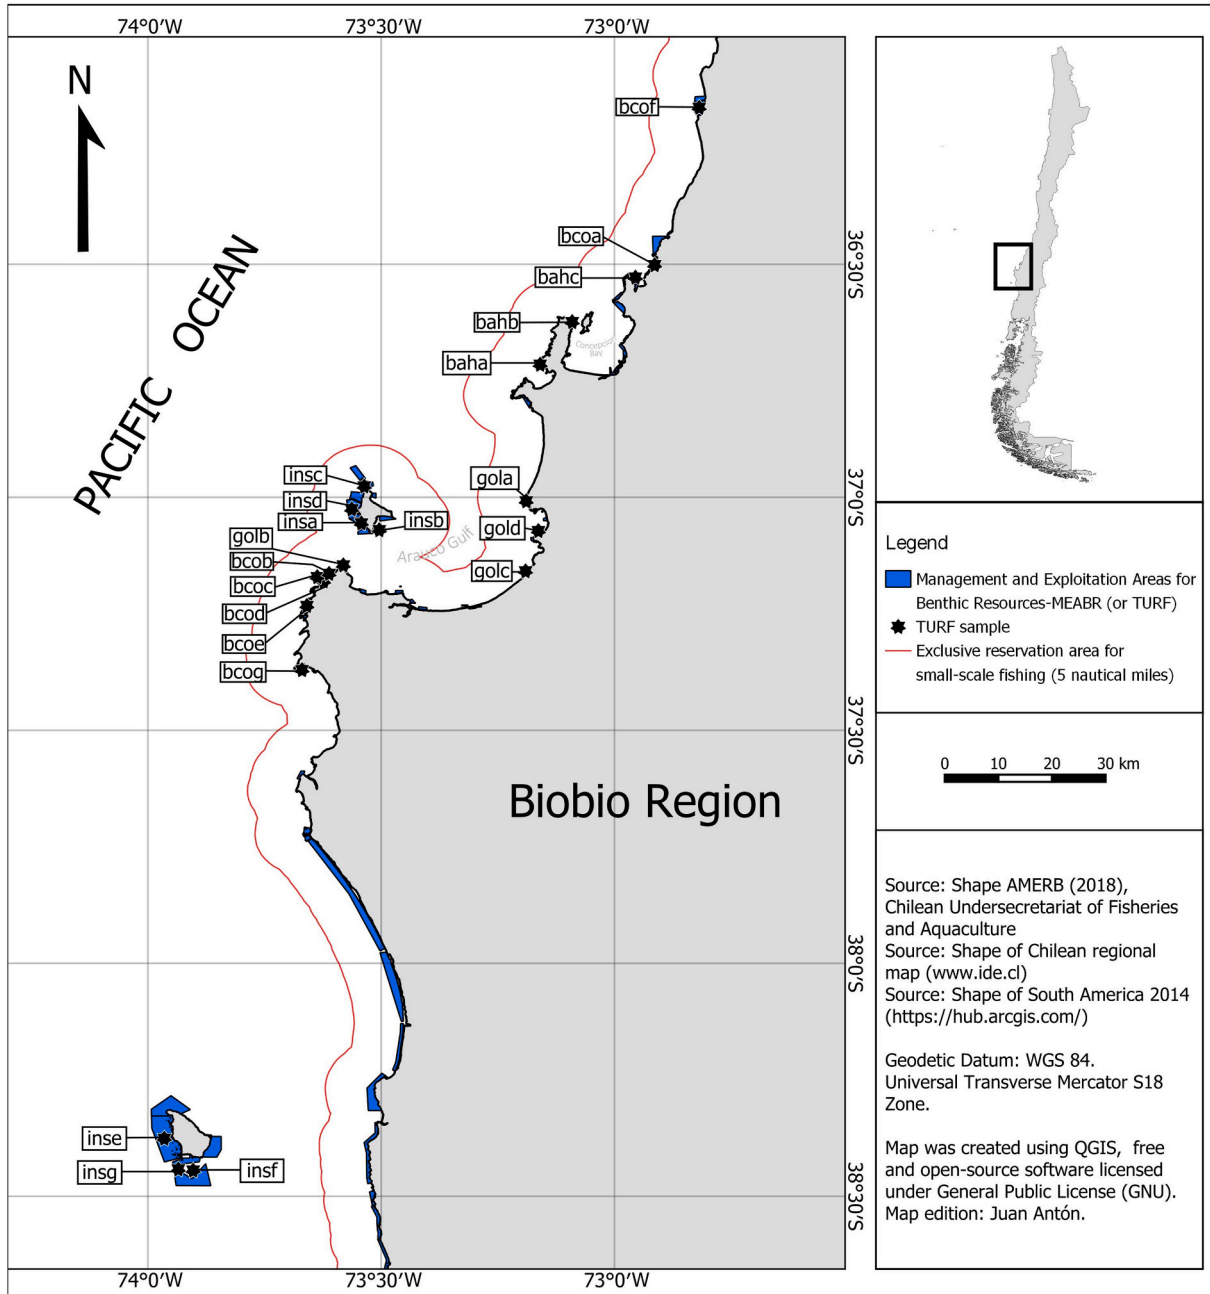 74°0'W 73°30'W 73°0'W
N
PACIFIC OCEAN
bcof
bcoa
bahc
bahb
baha
Concepcion
Bay
36°30'S
insc
insd
insa
insb
gola
gold
golc
golb
bcob
bcoc
bcod
bcoe
bcog
Arauco Gulf
37°0'S
37°30'S
Biobio Region
38°0'S
inse
insg
insf
38°30'S
74°0'W 73°30'W 73°0'W
Legend
Management and Exploitation Areas for
Benthic Resources-MEABR (or TURF)
TURF sample
Exclusive reservation area for
small-scale fishing (5 nautical miles)
0 10 20 30 km
Source: Shape AMERB (2018),
Chilean Undersecretariat of Fisheries
and Aquaculture
Source: Shape of Chilean regional
map (www.ide.cl)
Source: Shape of South America 2014
(https://hub.arcgis.com/)
Geodetic Datum: WGS 84.
Universal Transverse Mercator S18
Zone.
Map was created using QGIS, free
and open-source software licensed
under General Public License (GNU).
Map edition: Juan Antón.